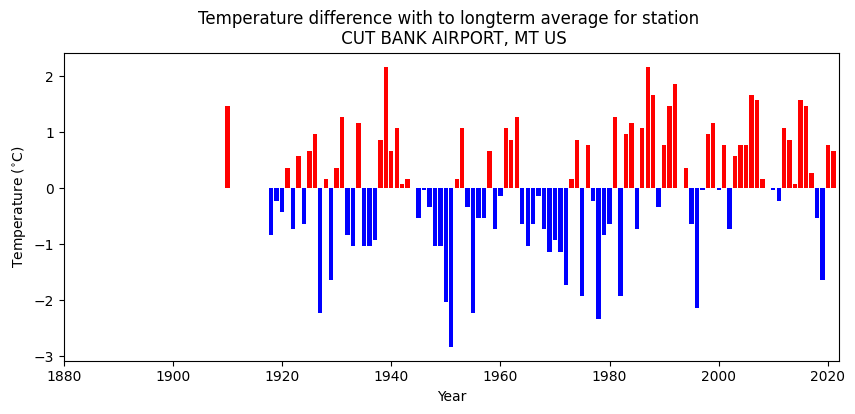 Temperature difference with to longterm average for station
CUT BANK AIRPORT, MT US
2
1
0
−1
−2
−3
Temperature (°C)
1880 1900 1920 1940 1960 1980 2000 2020
Year